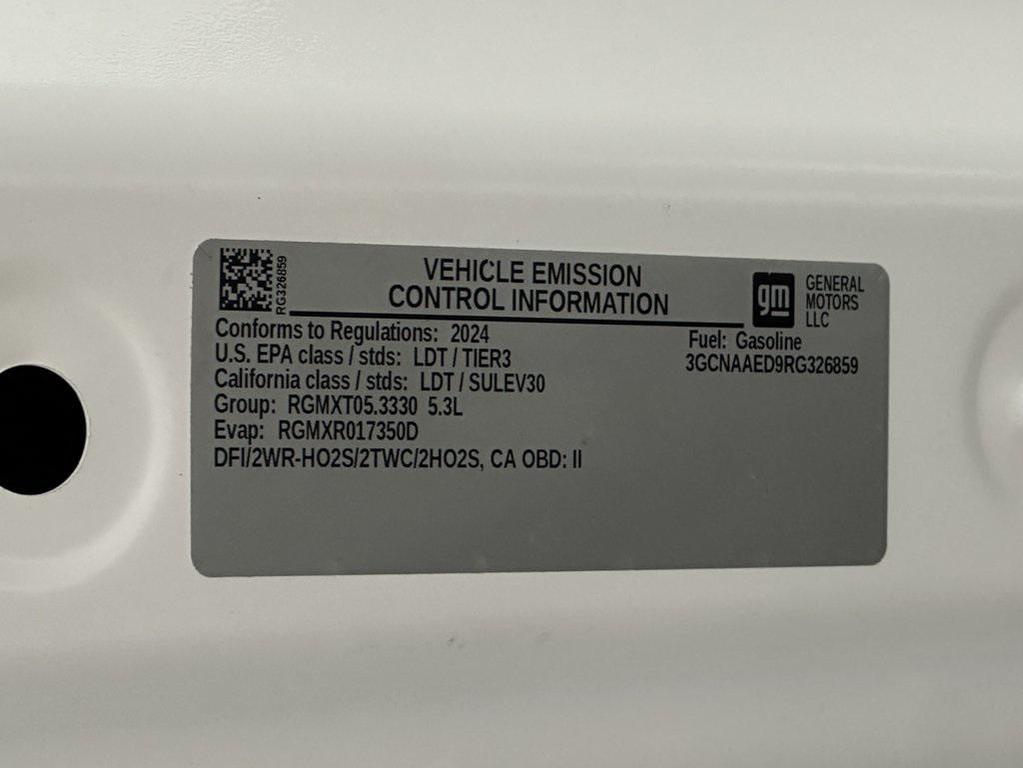 RG326859
VEHICLE EMISSION
CONTROL INFORMATION
gm
GENERAL
MOTORS
LLC
Conforms to Regulations: 2024
U.S. EPA class / stds: LDT / TIER3
California class / stds: LDT / SULEV30
Group: RGMXT05.3330 5.3L
Evap: RGMXR017350D
DFI/2WR-HO2S/2TWC/2HO2S, CA OBD: II
Fuel: Gasoline
3GCNAAED9RG326859